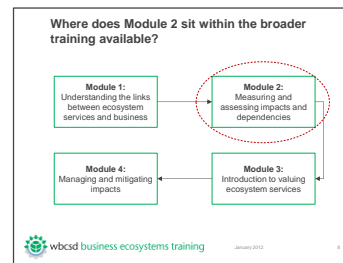 Where does Module 2 sit within the broader
training available?
Module 1:
Understanding the links
between ecosystem
services and business
Module 2:
Measuring and
assessing impacts and
dependencies
Module 4:
Managing and mitigating
impacts
Module 3:
Introduction to valuing
ecosystem services
wbcsd business ecosystems training
January 2012